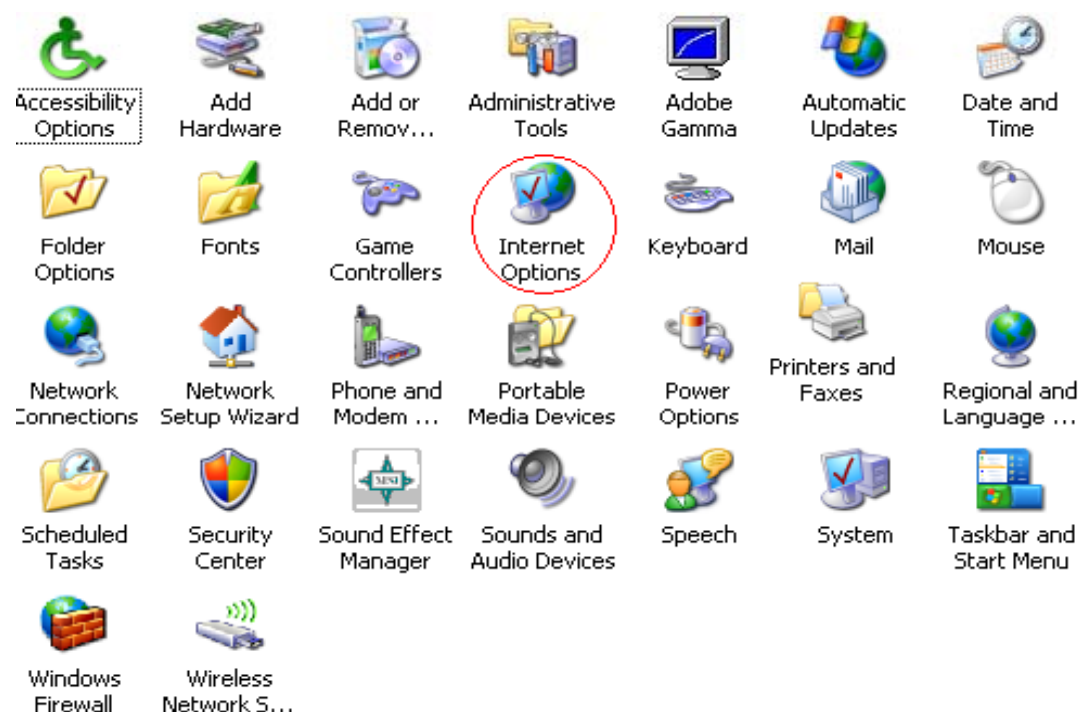 Accessibility
Options
Add
Hardware
Add or
Remov...
Administrative
Tools
Adobe
Gamma
Automatic
Updates
Date and
Time
Folder
Options
Fonts
Game
Controllers
Internet
Options
Keyboard
Mail
Mouse
Network
Connections
Network
Setup Wizard
Phone and
Modem ...
Portable
Media Devices
Power
Options
Printers and
Faxes
Regional and
Language ...
Scheduled
Tasks
Security
Center
MSI
Sound Effect
Manager
Sounds and
Audio Devices
Speech
System
Taskbar and
Start Menu
Windows
Firewall
Wireless
Network S...